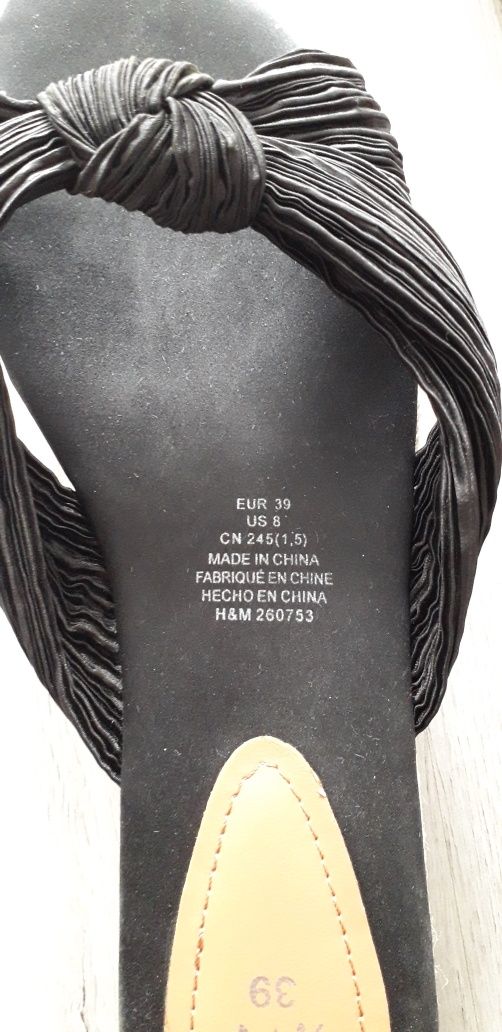 EUR 39
US 8
CN 245(1,5)
MADE IN CHINA
FABRIQUÉ EN CHINE
HECHO EN CHINA
H&M 260753
39